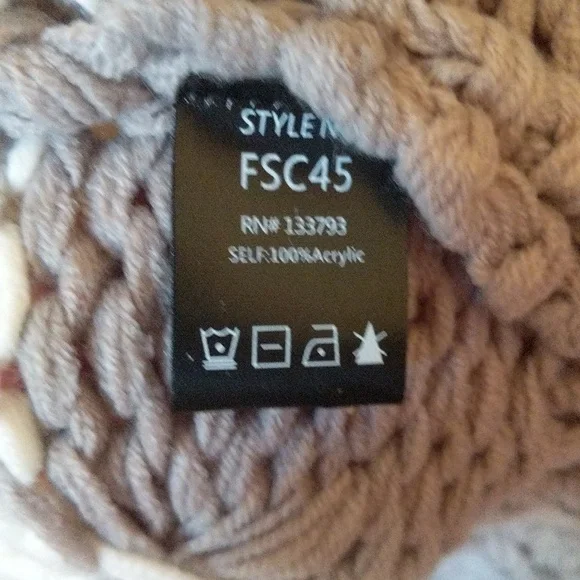 STYLE
FSC45
RN# 133793
SELF:100%Acrylic